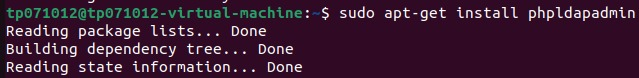 tp071012@tp071012-virtual-machine:~$ sudo apt-get install phpldapadmin
Reading package lists... Done
Building dependency tree... Done
Reading state information... Done